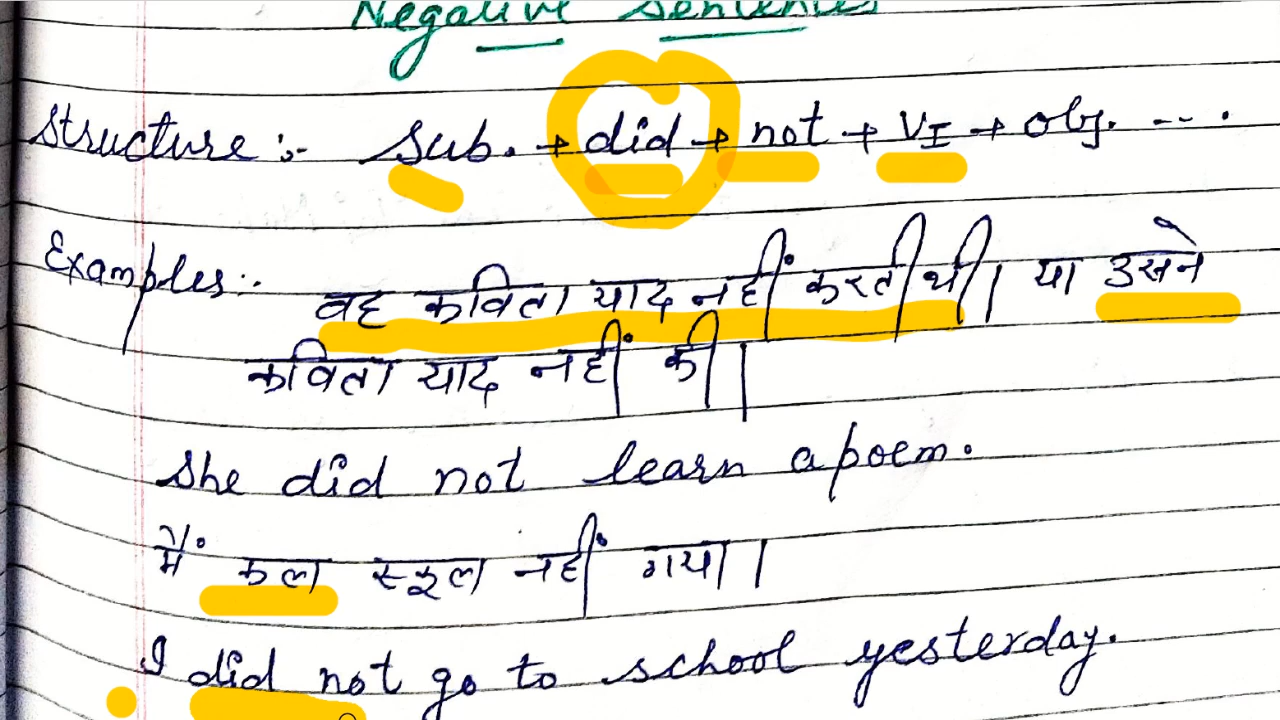 Negative Sentences
Structure :- Sub. + did + not + VI + obj. --- .
Examples:- वह कविता याद नहीं करती थी। या उसने
कविता याद नहीं की।
She did not learn a poem.
मैं कल स्कूल नहीं गया।
I did not go to school yesterday.